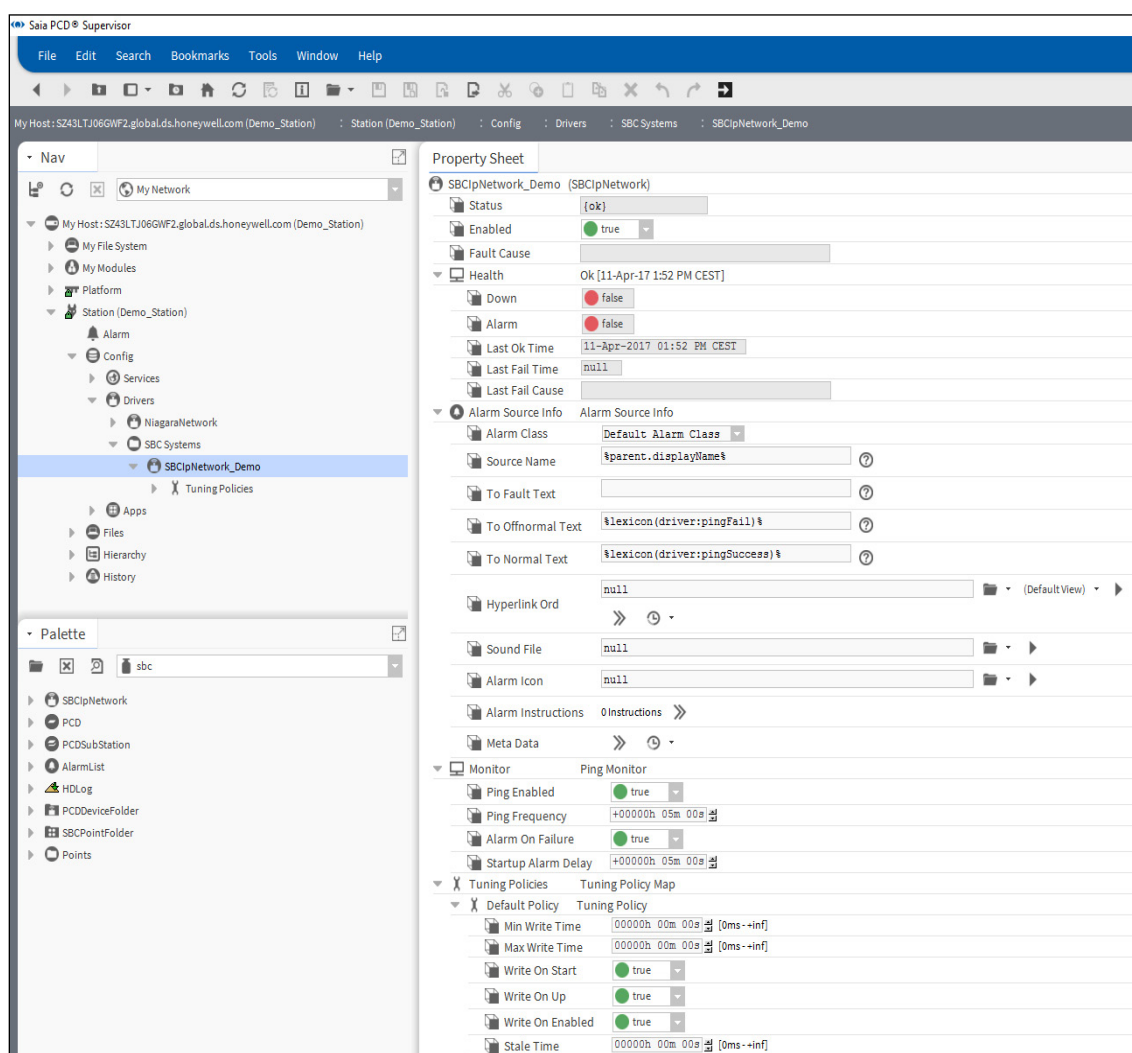 Saia PCD® Supervisor
File Edit Search Bookmarks Tools Window Help
My Host : SZ43LTJ06GWF2.global.ds.honeywell.com (Demo_Station) : Station (Demo_Station) : Config : Drivers : SBC Systems : SBCIpNetwork_Demo
Nav
My Network
My Host : SZ43LTJ06GWF2.global.ds.honeywell.com (Demo_Station)
My File System
My Modules
Platform
Station (Demo_Station)
Alarm
Config
Services
Drivers
NiagaraNetwork
SBC Systems
SBCIpNetwork_Demo
Tuning Policies
Apps
Files
Hierarchy
History
Palette
sbc
SBCIpNetwork
PCD
PCDSubStation
AlarmList
HDLog
PCDDeviceFolder
SBCPointFolder
Points
Property Sheet
SBCIpNetwork_Demo (SBCIpNetwork)
Status {ok}
Enabled true
Fault Cause
Health Ok [11-Apr-17 1:52 PM CEST]
Down false
Alarm false
Last Ok Time 11-Apr-2017 01:52 PM CEST
Last Fail Time null
Last Fail Cause
Alarm Source Info Alarm Source Info
Alarm Class Default Alarm Class
Source Name %parent.displayName%
To Fault Text
To Offnormal Text %lexicon(driver:pingFail)%
To Normal Text %lexicon(driver:pingSuccess)%
Hyperlink Ord null (Default View)
Sound File null
Alarm Icon null
Alarm Instructions 0 Instructions
Meta Data
Monitor Ping Monitor
Ping Enabled true
Ping Frequency +00000h 05m 00s
Alarm On Failure true
Startup Alarm Delay +00000h 05m 00s
Tuning Policies Tuning Policy Map
Default Policy Tuning Policy
Min Write Time 00000h 00m 00s [0ms-+inf]
Max Write Time 00000h 00m 00s [0ms-+inf]
Write On Start true
Write On Up true
Write On Enabled true
Stale Time 00000h 00m 00s [0ms-+inf]